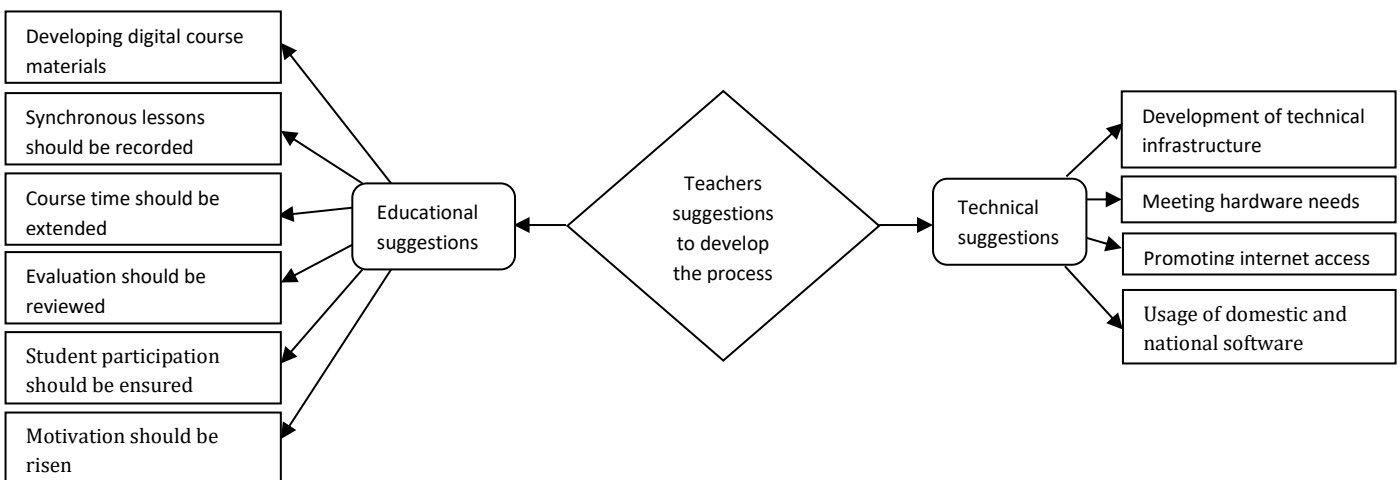 Developing digital course
materials
Synchronous lessons
should be recorded
Course time should be
extended
Evaluation should be
reviewed
Student participation
should be ensured
Motivation should be
risen
Educational
suggestions
Teachers
suggestions
to develop
the process
Technical
suggestions
Development of technical
infrastructure
Meeting hardware needs
Promoting internet access
Usage of domestic and
national software